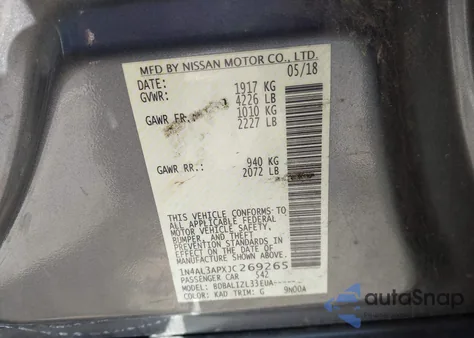 MFD BY NISSAN MOTOR CO., LTD.
DATE: 05/18
GVWR: 1917 KG
4226 LB
GAWR FR.: 1010 KG
2227 LB
GAWR RR.: 940 KG
2072 LB
THIS VEHICLE CONFORMS TO ALL
APPLICABLE FEDERAL
MOTOR VEHICLE SAFETY,
BUMPER, AND THEFT
PREVENTION STANDARDS
IN EFFECT ON THE DATE OF
MANUFACTURE SHOWN ABOVE.
1N4AL3APXJC269265
PASSENGER CAR 542
MODEL: BDBALIZL33EUA
COLOR: KAD TRIM: G 9N00A
autoSnap